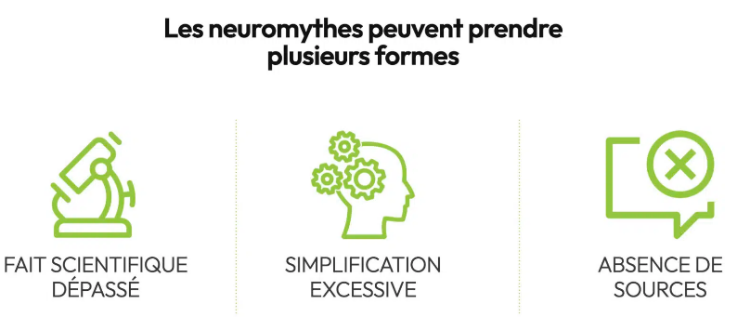 Les neuromythes peuvent prendre
plusieurs formes
FAIT SCIENTIFIQUE
DÉPASSÉ
SIMPLIFICATION
EXCESSIVE
ABSENCE DE
SOURCES